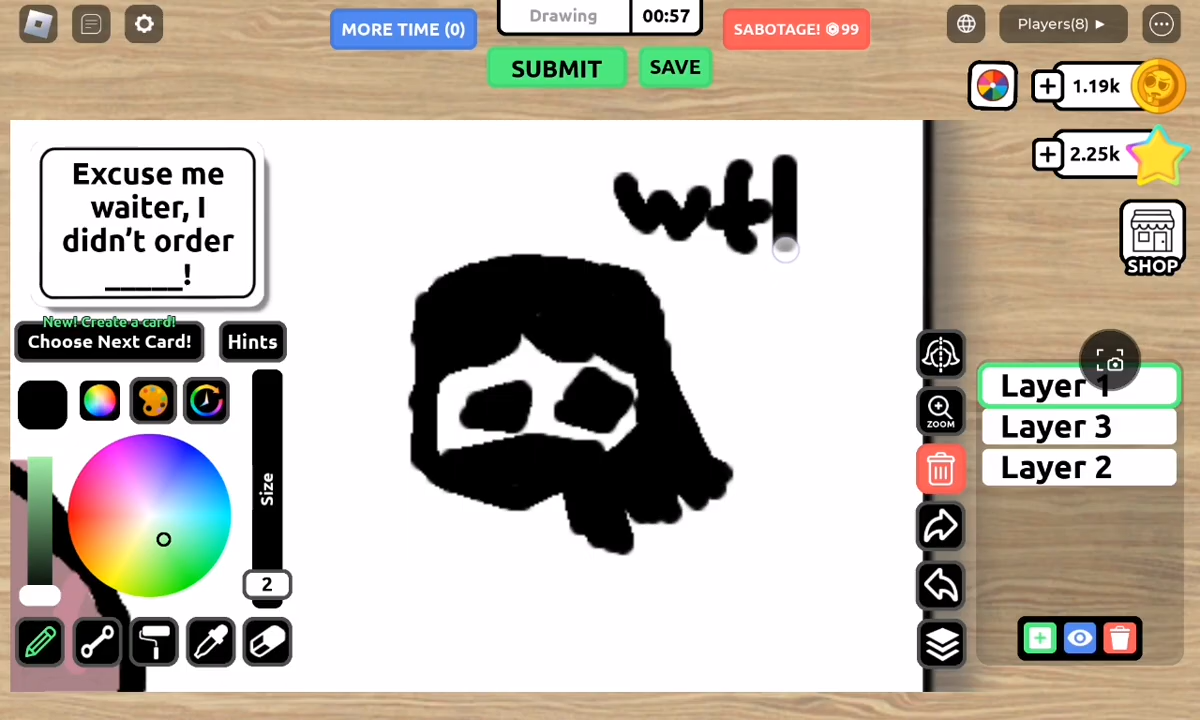 Drawing
00:57
MORE TIME (0)
SABOTAGE! 99
Players(8)
SUBMIT
SAVE
1.19k
2.25k
SHOP
Excuse me
waiter, I
didn't order
_____!
wtl
New! Create a card!
Choose Next Card!
Hints
ZOOM
Layer 1
Layer 3
Layer 2
Size
2